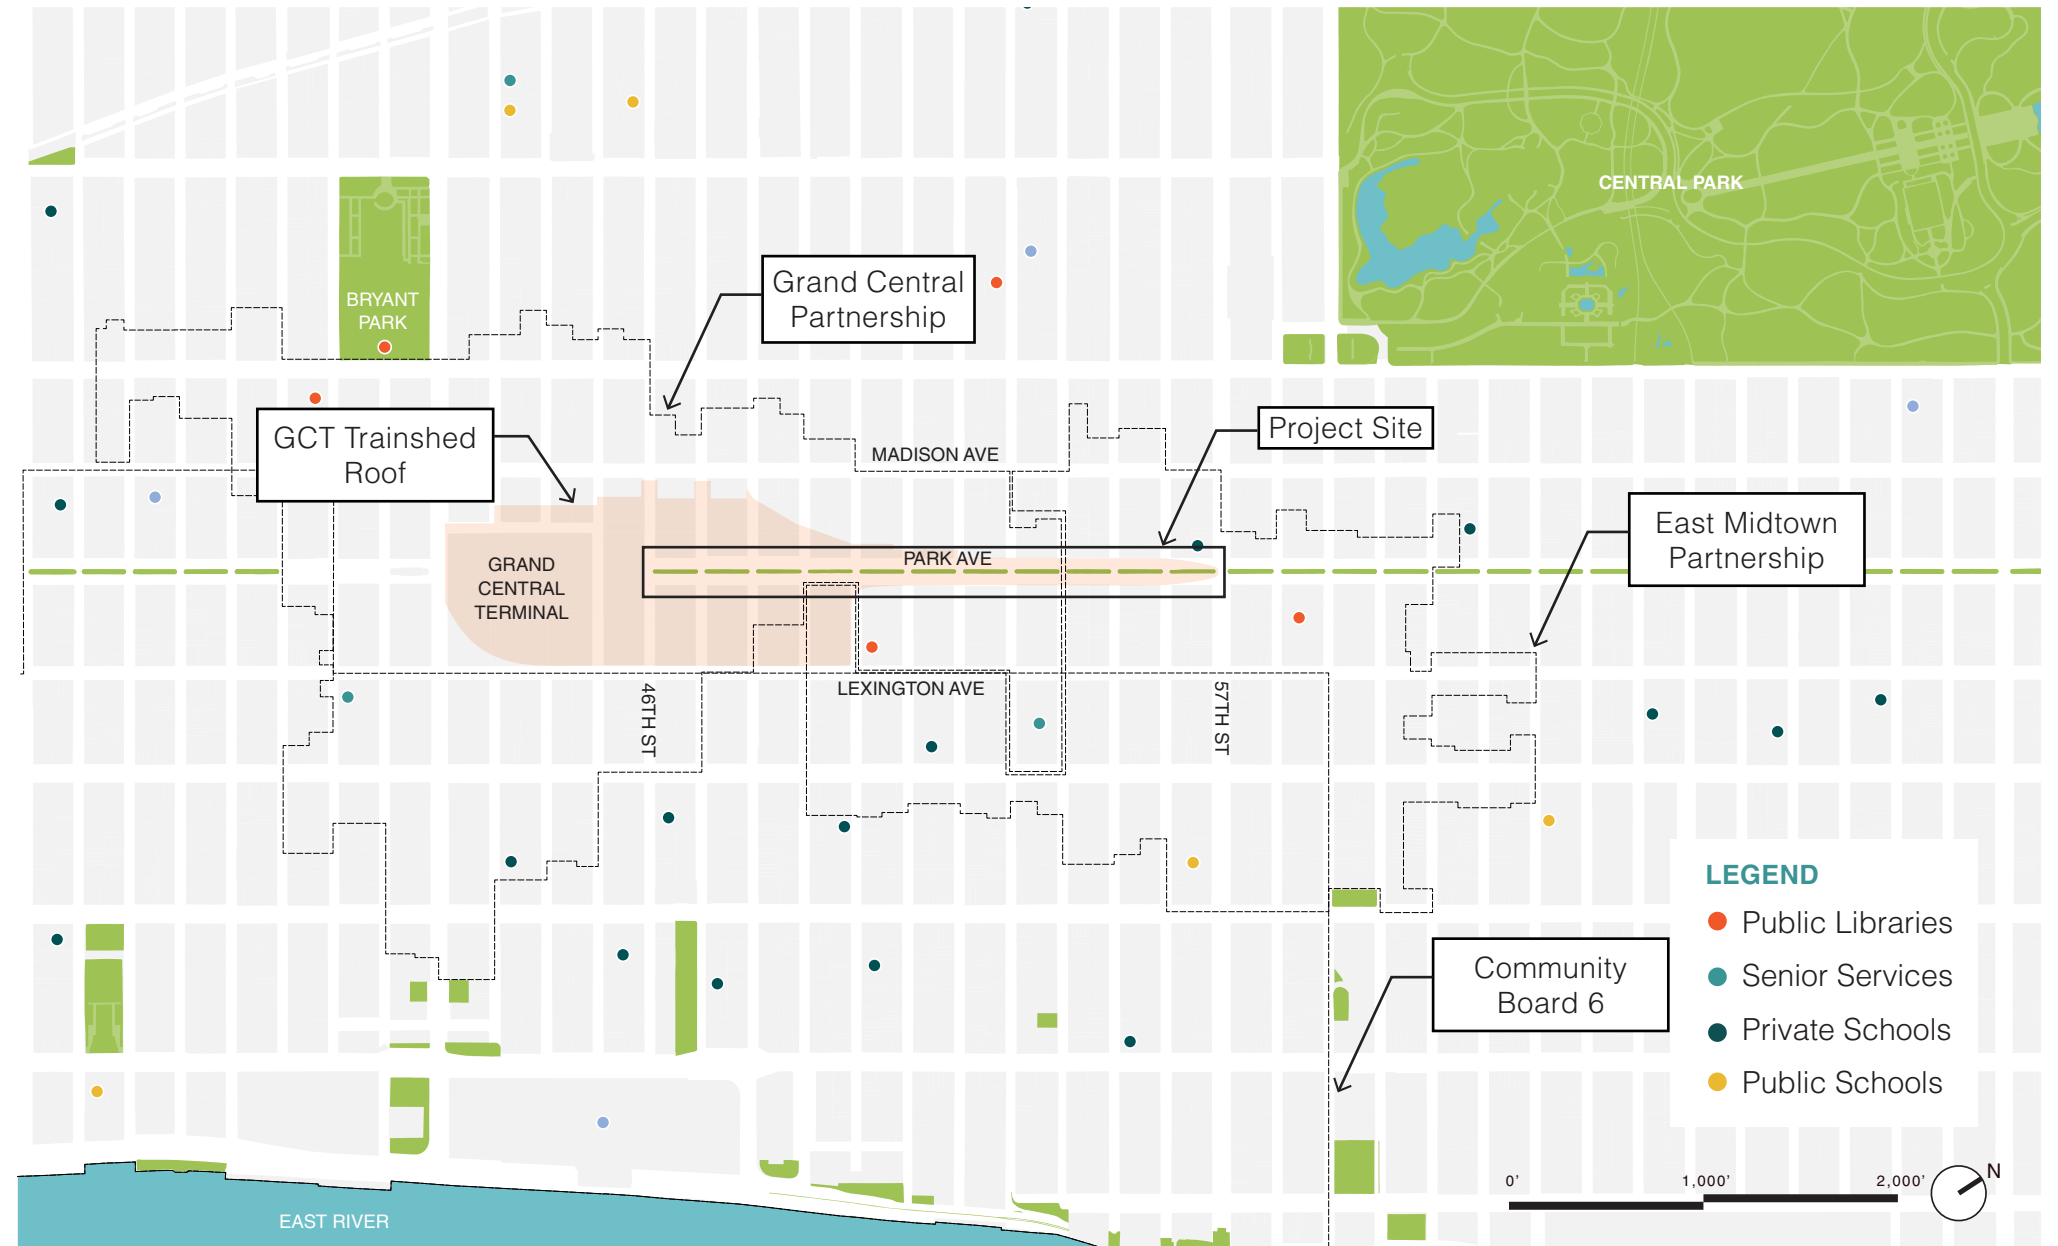 CENTRAL PARK
Grand Central
Partnership
BRYANT
PARK
GCT Trainshed
Roof
MADISON AVE
Project Site
East Midtown
Partnership
PARK AVE
GRAND
CENTRAL
TERMINAL
LEXINGTON AVE
46TH ST
57TH ST
LEGEND
Public Libraries
Senior Services
Private Schools
Public Schools
Community
Board 6
0'
1,000'
2,000'
N
EAST RIVER